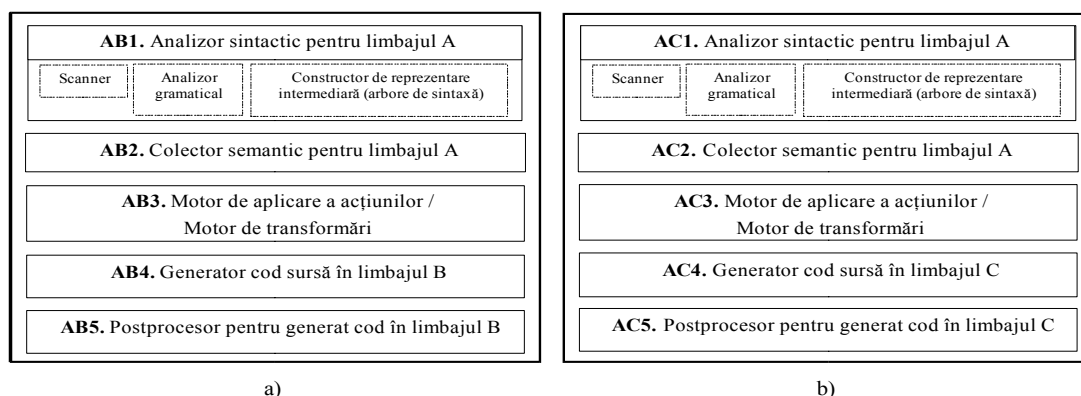 AB1. Analizor sintactic pentru limbajul A
Scanner
Analizor
gramatical
Constructor de reprezentare
intermediară (arbore de sintaxă)
AB2. Colector semantic pentru limbajul A
AB3. Motor de aplicare a acțiunilor /
Motor de transformări
AB4. Generator cod sursă în limbajul B
AB5. Postprocesor pentru generat cod în limbajul B
a)
AC1. Analizor sintactic pentru limbajul A
Scanner
Analizor
gramatical
Constructor de reprezentare
intermediară (arbore de sintaxă)
AC2. Colector semantic pentru limbajul A
AC3. Motor de aplicare a acțiunilor /
Motor de transformări
AC4. Generator cod sursă în limbajul C
AC5. Postprocesor pentru generat cod în limbajul C
b)